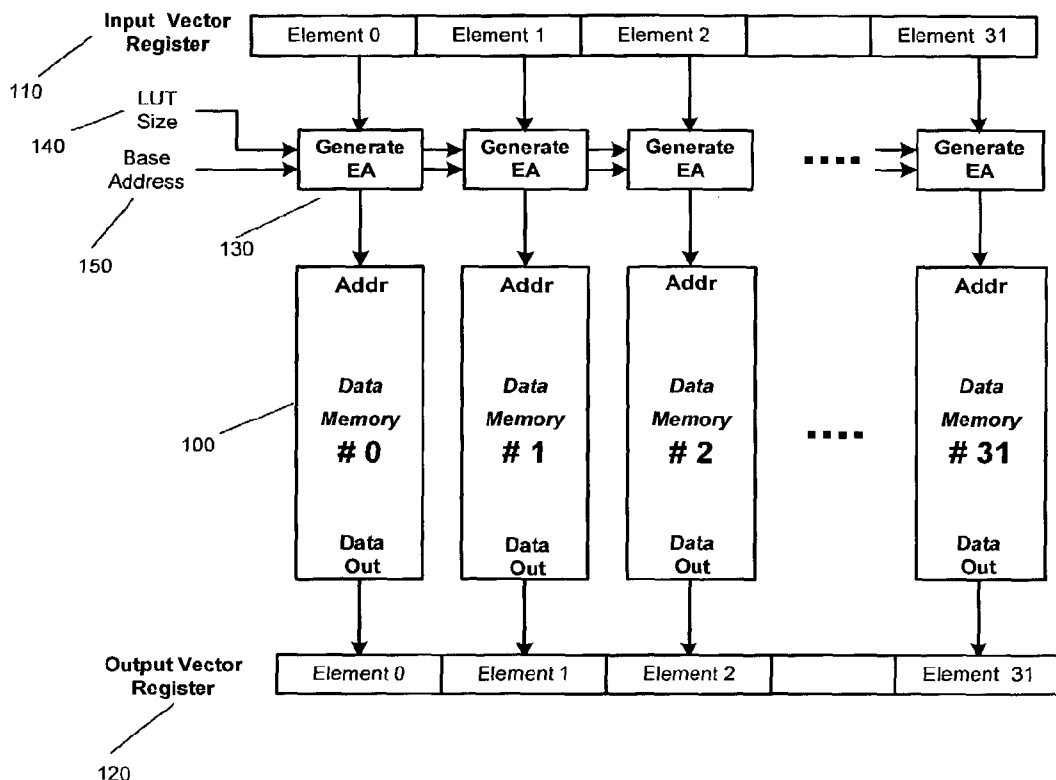 Input Vector
Register
Element 0
Element 1
Element 2
Element 31
110
LUT
Size
140
Base
Address
150
Generate
EA
Generate
EA
Generate
EA
Generate
EA
130
Addr
Data
Memory
# 0
Data
Out
Addr
Data
Memory
# 1
Data
Out
Addr
Data
Memory
# 2
Data
Out
Addr
Data
Memory
# 31
Data
Out
100
Output Vector
Register
Element 0
Element 1
Element 2
Element 31
120